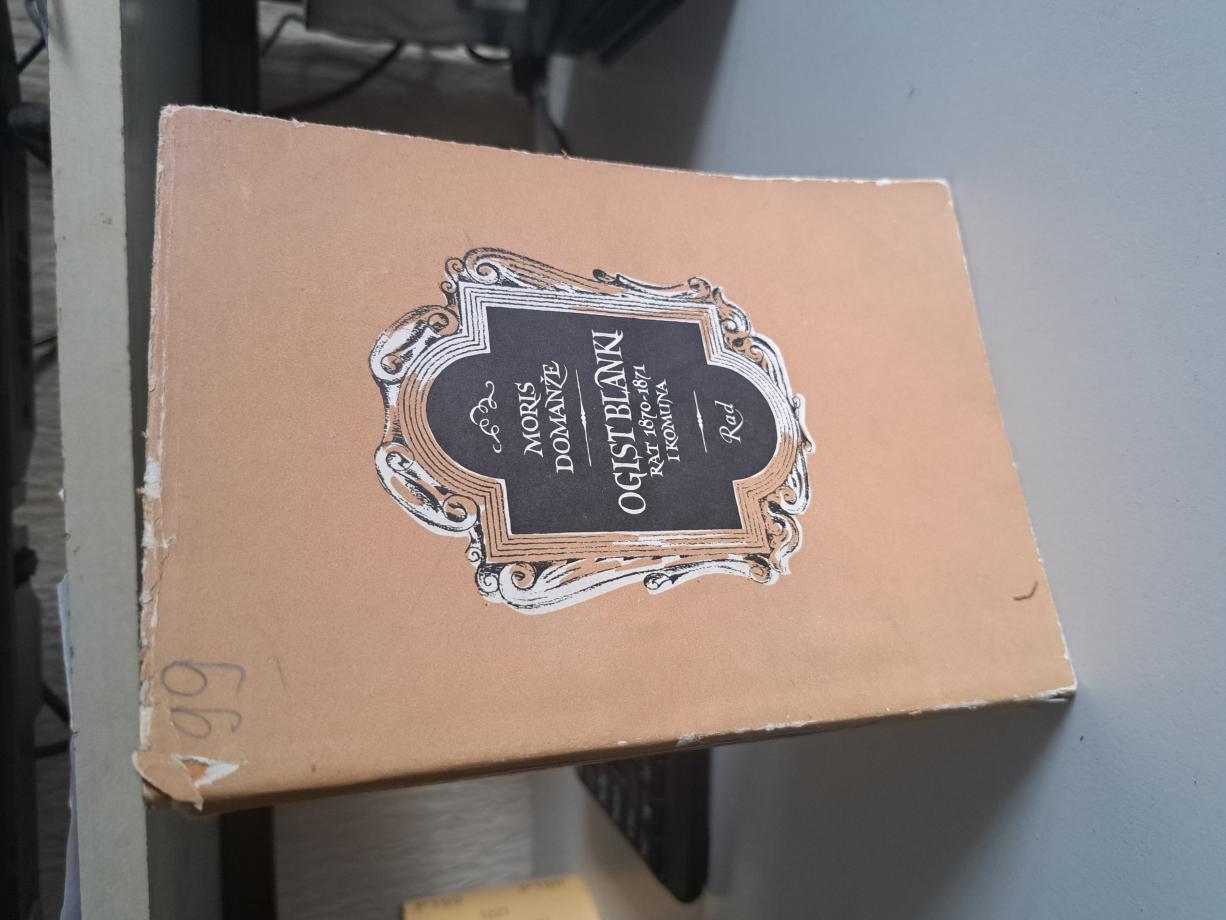 99
MORIS
DOMANŽE
OGIST BLANKI
RAT 1870-1871
I KOMUNA
Rad